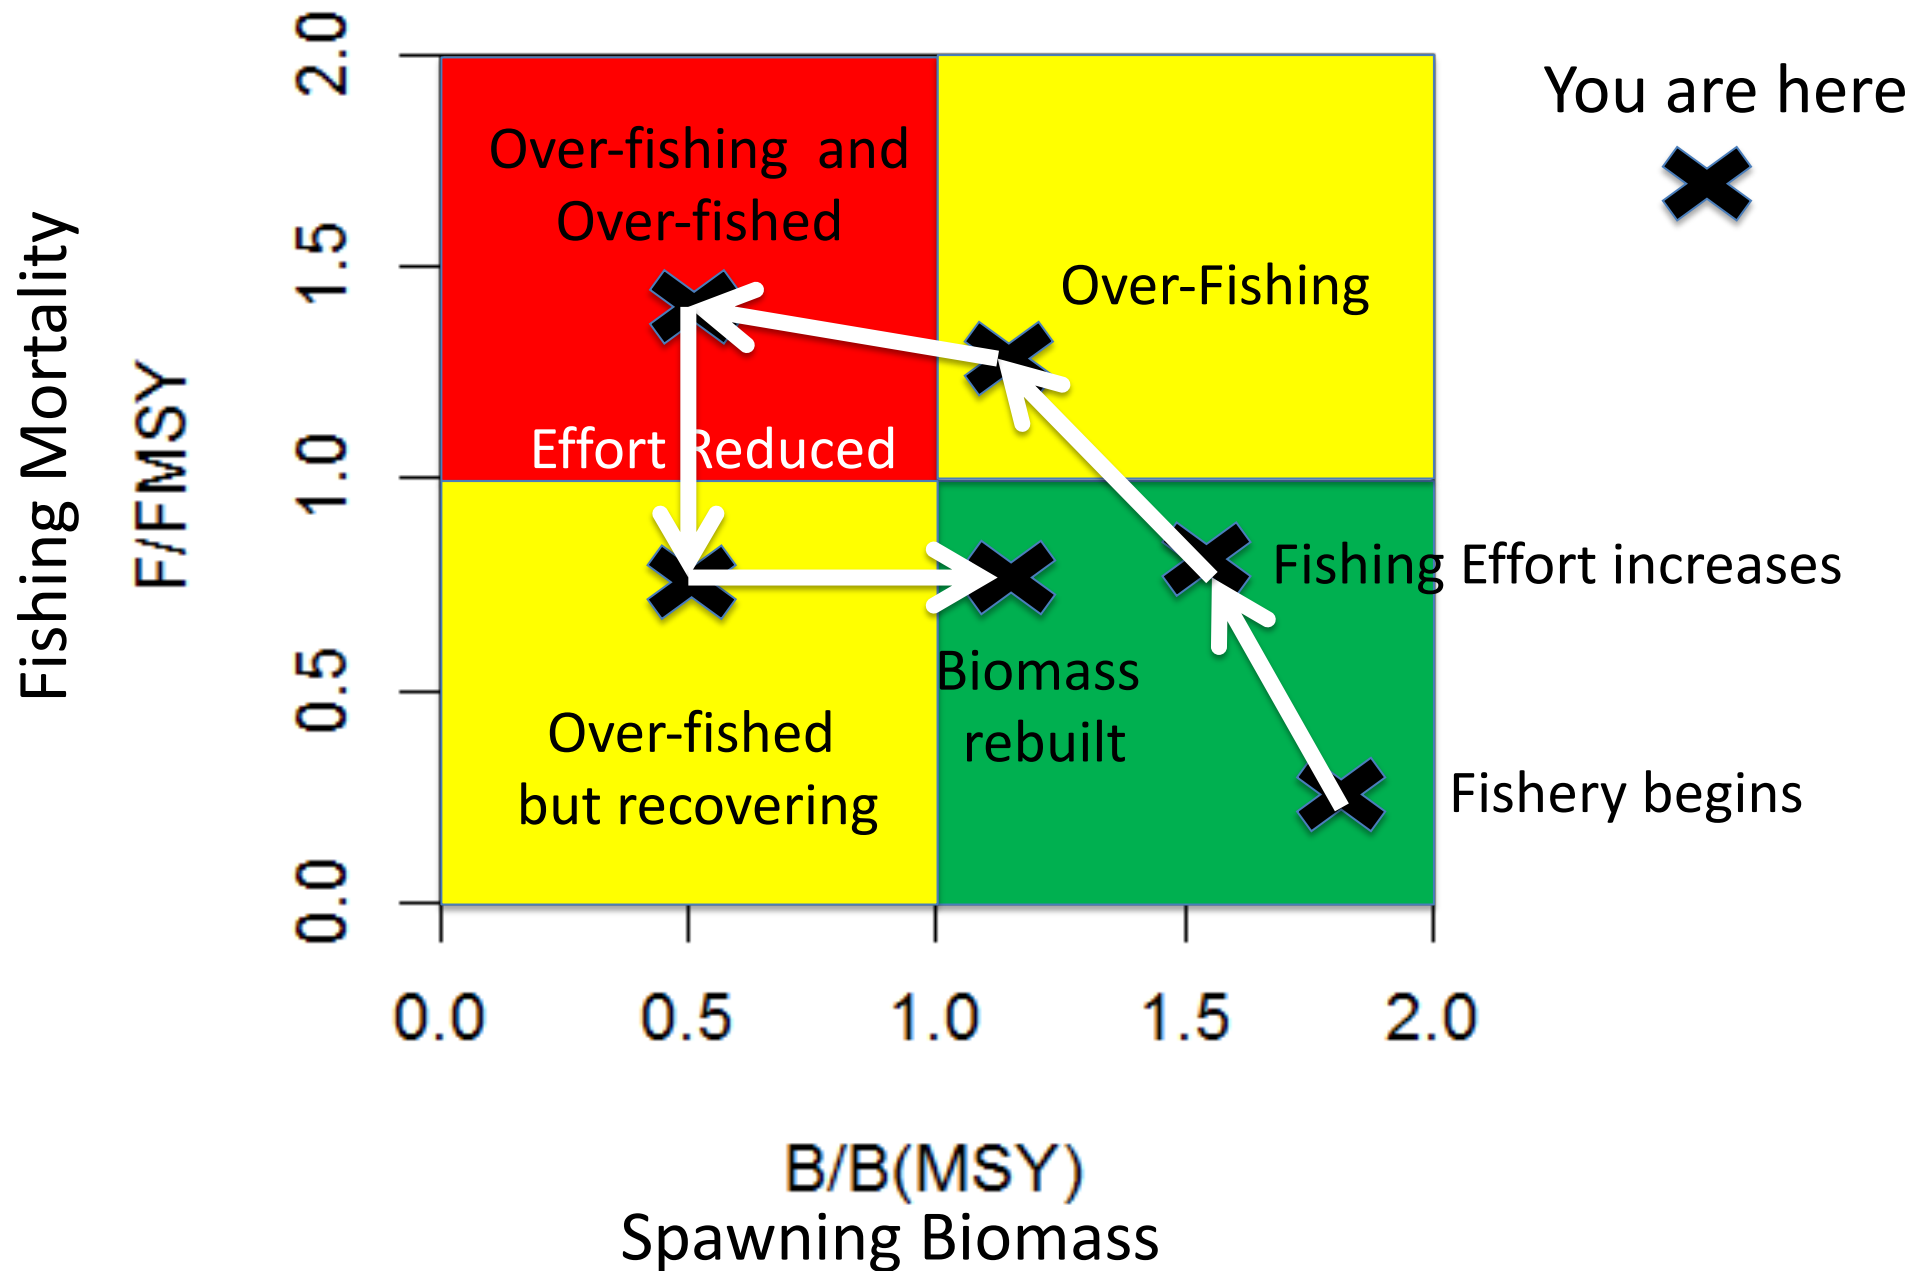 You are here
Over-fishing and
Over-fished
Over-Fishing
Effort Reduced
Fishing Effort increases
Biomass
rebuilt
Over-fished
but recovering
Fishery begins
Fishing Mortality
F/FMSY
2.0
1.5
1.0
0.5
0.0
0.0 0.5 1.0 1.5 2.0
B/B(MSY)
Spawning Biomass